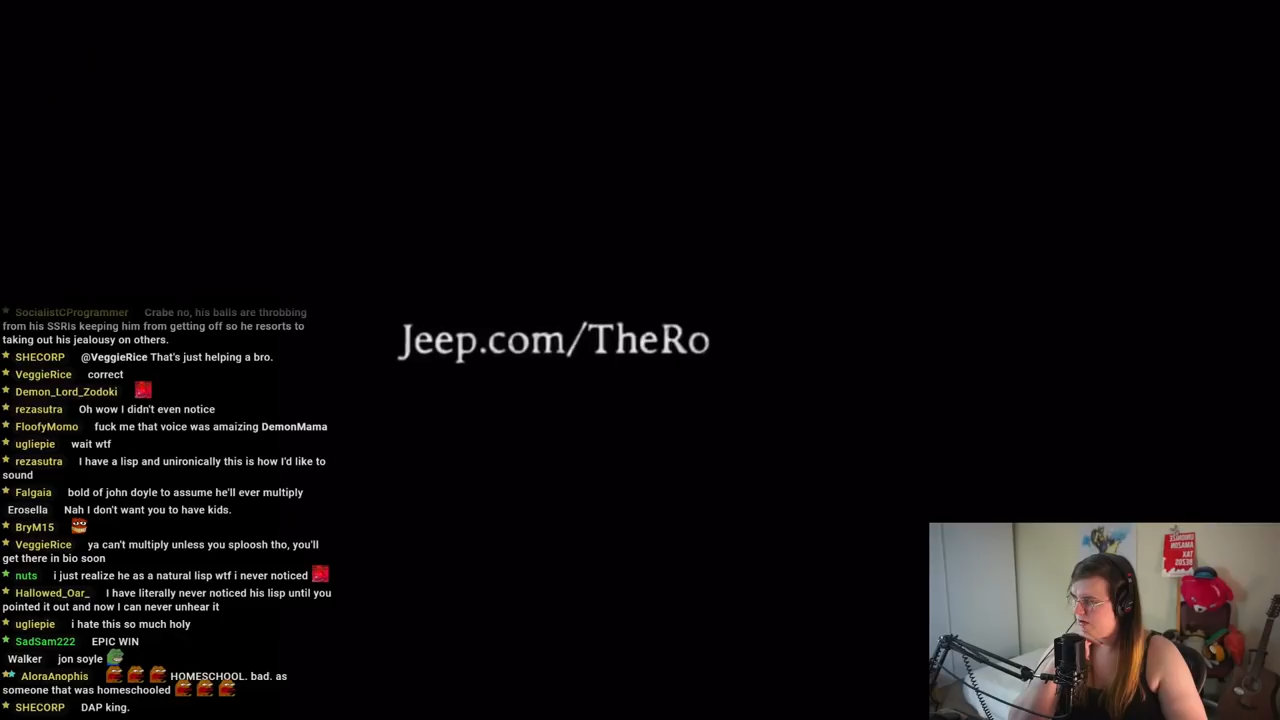 SocialistCProgrammer Crabe no, his balls are throbbing
from his SSRIs keeping him from getting off so he resorts to
taking out his jealousy on others.
SHECORP @VeggieRice That's just helping a bro.
VeggieRice correct
Demon_Lord_Zodoki
rezasutra Oh wow I didn't even notice
FloofyMomo fuck me that voice was amaizing DemonMama
ugliepie wait wtf
rezasutra I have a lisp and unironically this is how I'd like to
sound
Falgaia bold of john doyle to assume he'll ever multiply
Erosella Nah I don't want you to have kids.
BryM15
VeggieRice ya can't multiply unless you sploosh tho, you'll
get there in bio soon
nuts i just realize he as a natural lisp wtf i never noticed
Hallowed_Oar_ I have literally never noticed his lisp until you
pointed it out and now I can never unhear it
ugliepie i hate this so much holy
SadSam222 EPIC WIN
Walker jon soyle
AloraAnophis HOMESCHOOL. bad. as
someone that was homeschooled
SHECORP DAP king.
Jeep.com/TheRo